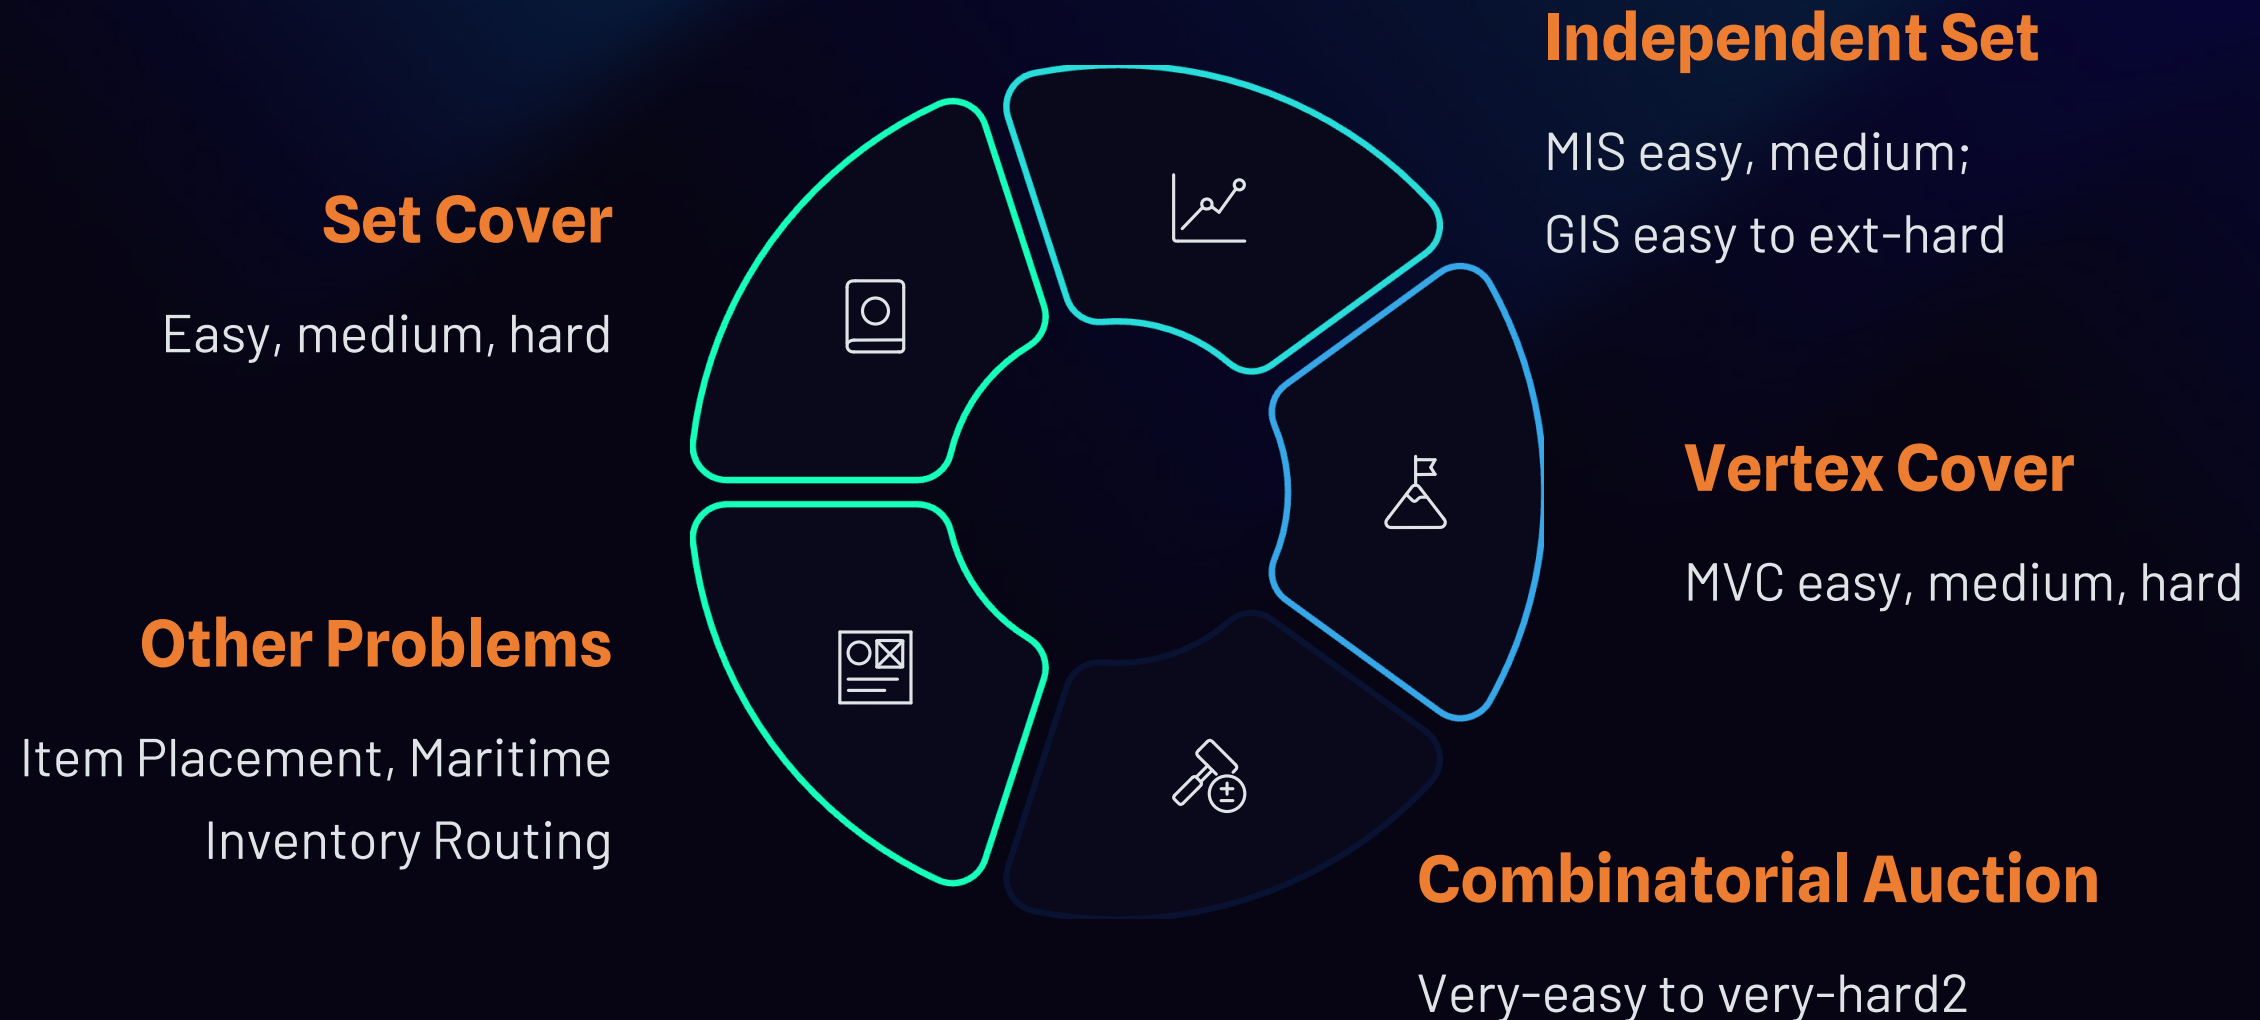 Independent Set
MIS easy, medium;
GIS easy to ext-hard
Set Cover
Easy, medium, hard
Vertex Cover
MVC easy, medium, hard
Other Problems
Item Placement, Maritime
Inventory Routing
Combinatorial Auction
Very-easy to very-hard2